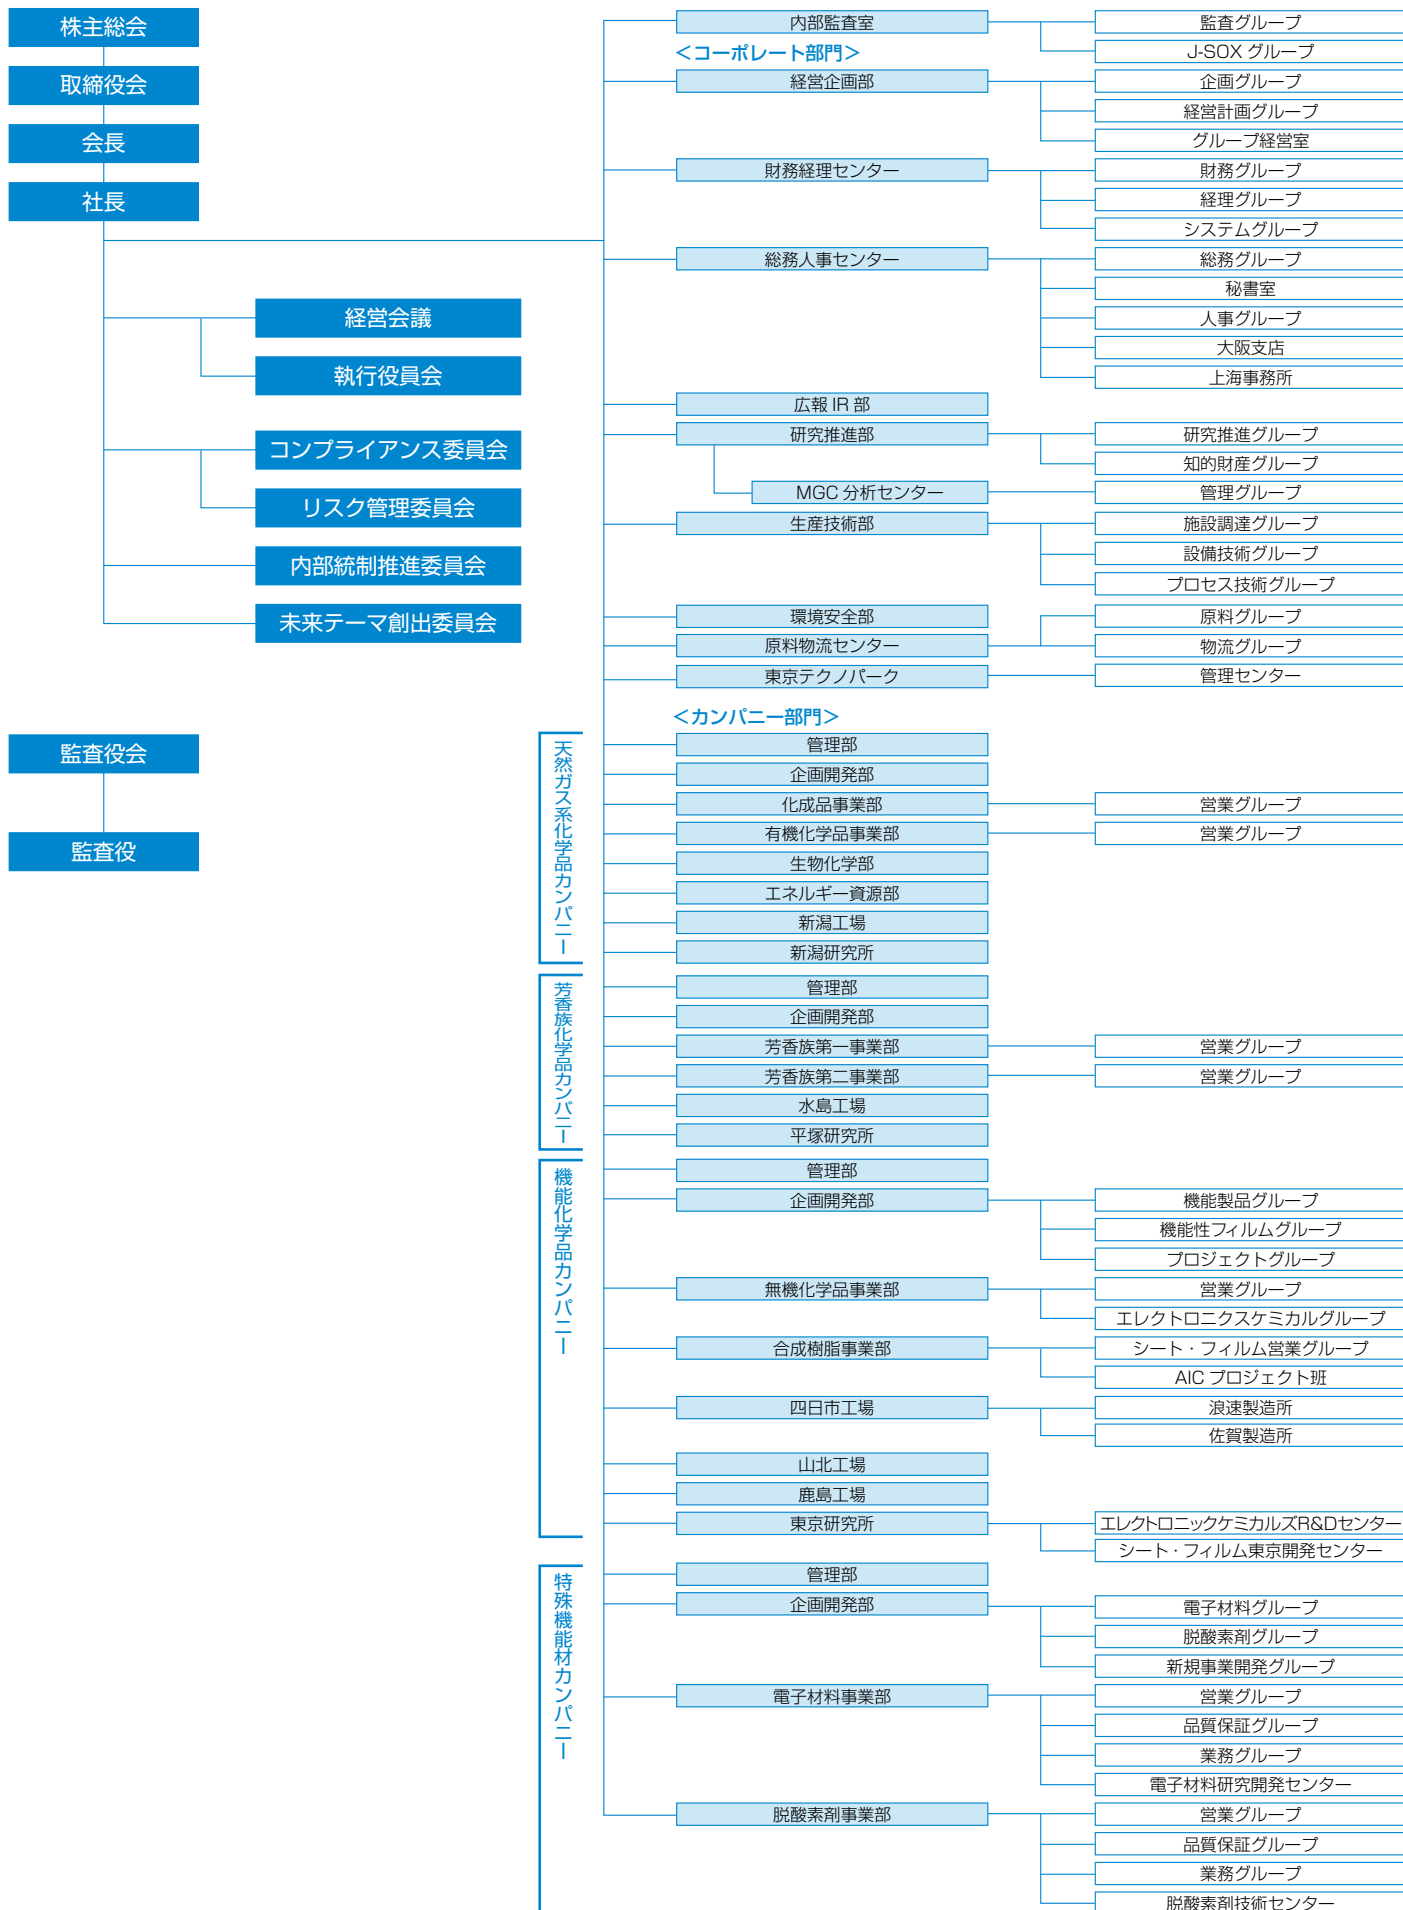 株主総会
取締役会
会長
社長
経営会議
執行役員会
コンプライアンス委員会
リスク管理委員会
内部統制推進委員会
未来テーマ創出委員会
監査役会
監査役
内部監査室
監査グループ
J-SOX グループ
＜コーポレート部門＞
経営企画部
企画グループ
経営計画グループ
グループ経営室
財務経理センター
財務グループ
経理グループ
システムグループ
総務人事センター
総務グループ
秘書室
人事グループ
大阪支店
上海事務所
広報 IR 部
研究推進部
研究推進グループ
知的財産グループ
MGC 分析センター
管理グループ
生産技術部
施設調達グループ
設備技術グループ
プロセス技術グループ
環境安全部
原料物流センター
原料グループ
物流グループ
東京テクノパーク
管理センター
＜カンパニー部門＞
天然ガス系化学品カンパニー
管理部
企画開発部
化成品事業部
営業グループ
有機化学品事業部
営業グループ
生物化学部
エネルギー資源部
新潟工場
新潟研究所
芳香族化学品カンパニー
管理部
企画開発部
芳香族第一事業部
営業グループ
芳香族第二事業部
営業グループ
水島工場
平塚研究所
機能化学品カンパニー
管理部
企画開発部
機能製品グループ
機能性フィルムグループ
プロジェクトグループ
無機化学品事業部
営業グループ
エレクトロニクスケミカルグループ
合成樹脂事業部
シート・フィルム営業グループ
AIC プロジェクト班
四日市工場
浪速製造所
佐賀製造所
山北工場
鹿島工場
東京研究所
エレクトロニックケミカルズR&Dセンター
シート・フィルム東京開発センター
特殊機能材カンパニー
管理部
企画開発部
電子材料グループ
脱酸素剤グループ
新規事業開発グループ
電子材料事業部
営業グループ
品質保証グループ
業務グループ
電子材料研究開発センター
脱酸素剤事業部
営業グループ
品質保証グループ
業務グループ
脱酸素剤技術センター